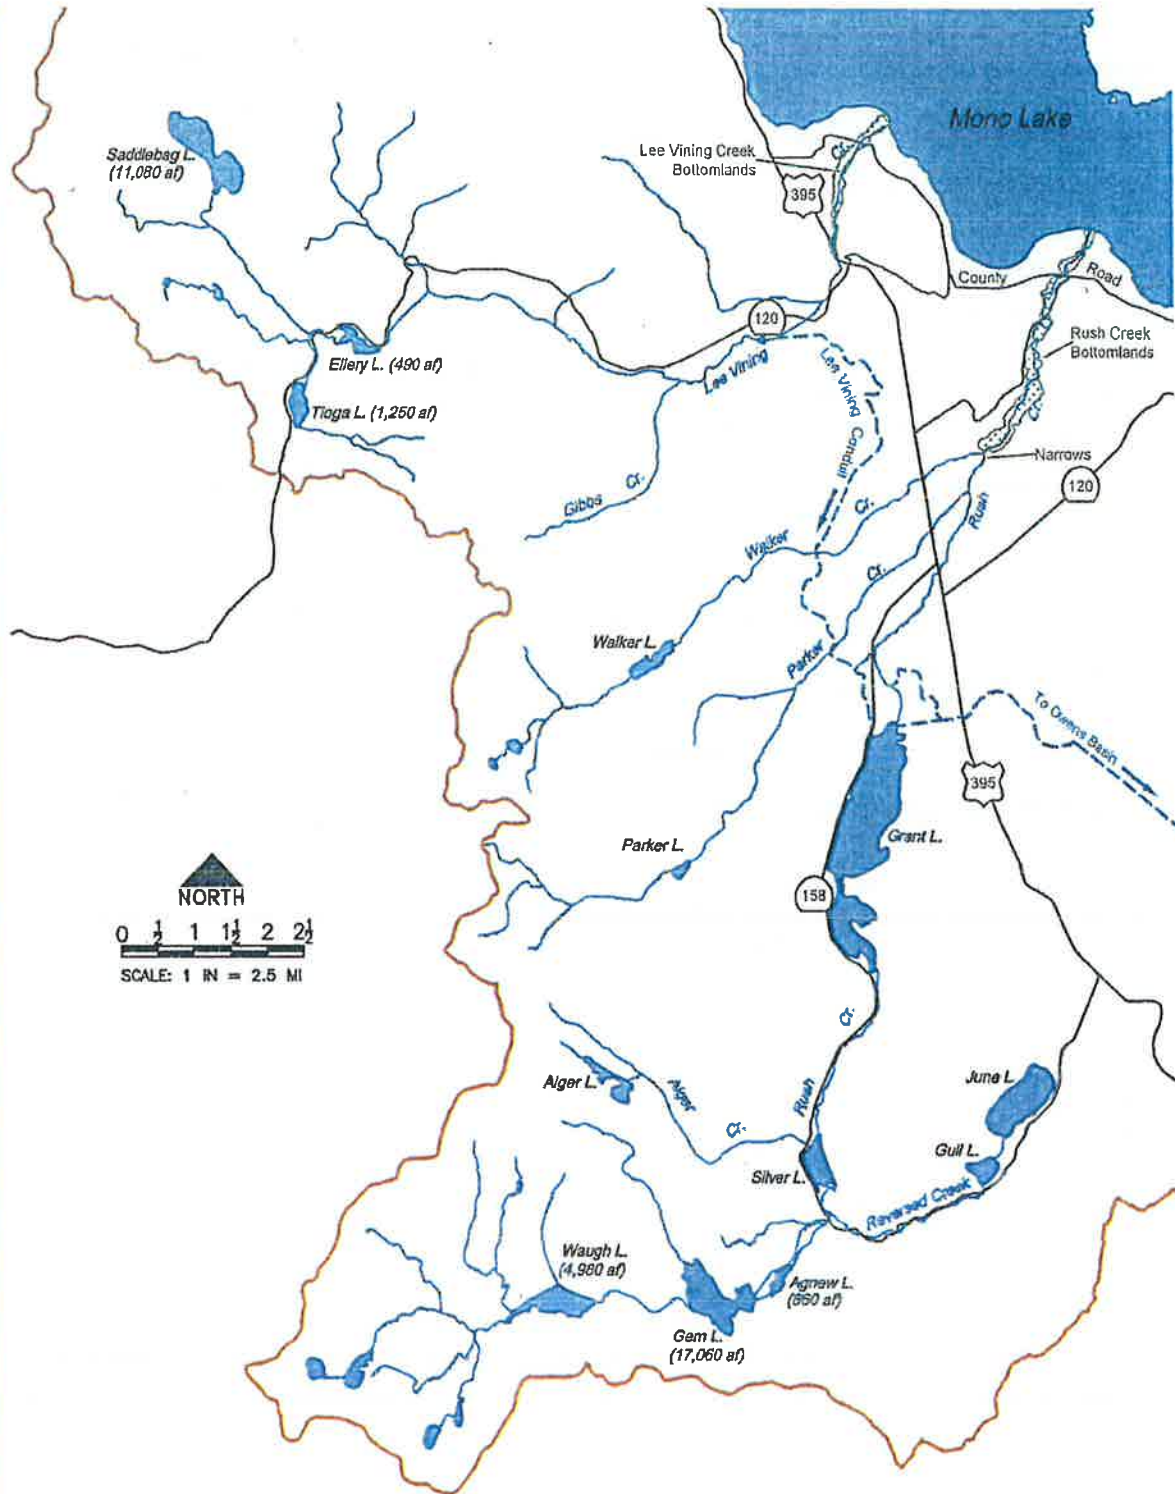 Mono Lake
Saddlebag L.
(11,080 af)
Lee Vining Creek
Bottomlands
Cr.
395
County
Road
120
Rush Creek
Bottomlands
Ellery L. (490 af)
Lee Vining
Lee Vining
Conduit
Tioga L. (1,250 af)
Narrows
120
Gibbs
Cr.
Cr.
Rush
Walker
Cr.
Walker L.
Parker
To Owens Basin
395
Grant L.
Parker L.
NORTH
158
0 1/2 1 1 1/2 2 2 1/2
SCALE: 1 IN = 2.5 MI
Cr.
Alger L.
Alger
Rush
June L.
Cr.
Gull L.
Silver L.
Reversed Creek
Waugh L.
(4,980 af)
Agnew L.
(860 af)
Gem L.
(17,060 af)